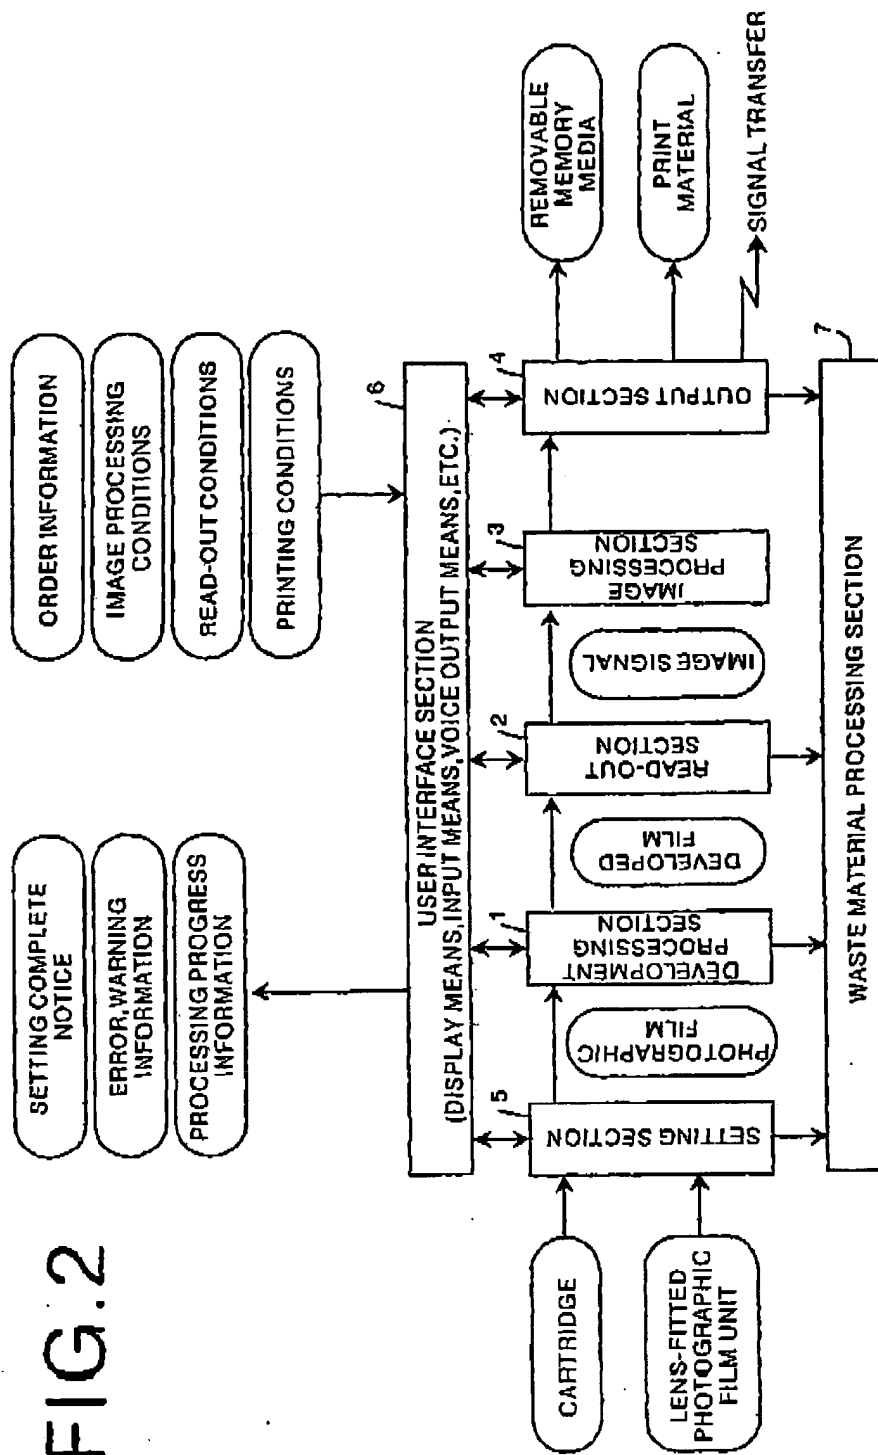 FIG.2
SETTING COMPLETE
NOTICE
ERROR,WARNING
INFORMATION
PROCESSING PROGRESS
INFORMATION
ORDER INFORMATION
IMAGE PROCESSING
CONDITIONS
READ-OUT CONDITIONS
PRINTING CONDITIONS
6
USER INTERFACE SECTION
(DISPLAY MEANS,INPUT MEANS,VOICE OUTPUT MEANS,ETC.)
CARTRIDGE
LENS-FITTED
PHOTOGRAPHIC
FILM UNIT
5
SETTING SECTION
PHOTOGRAPHIC
FILM
1
DEVELOPMENT
PROCESSING
SECTION
DEVELOPED
FILM
2
READ-OUT
SECTION
IMAGE SIGNAL
3
IMAGE
PROCESSING
SECTION
4
OUTPUT SECTION
REMOVABLE
MEMORY
MEDIA
PRINT
MATERIAL
SIGNAL TRANSFER
7
WASTE MATERIAL PROCESSING SECTION